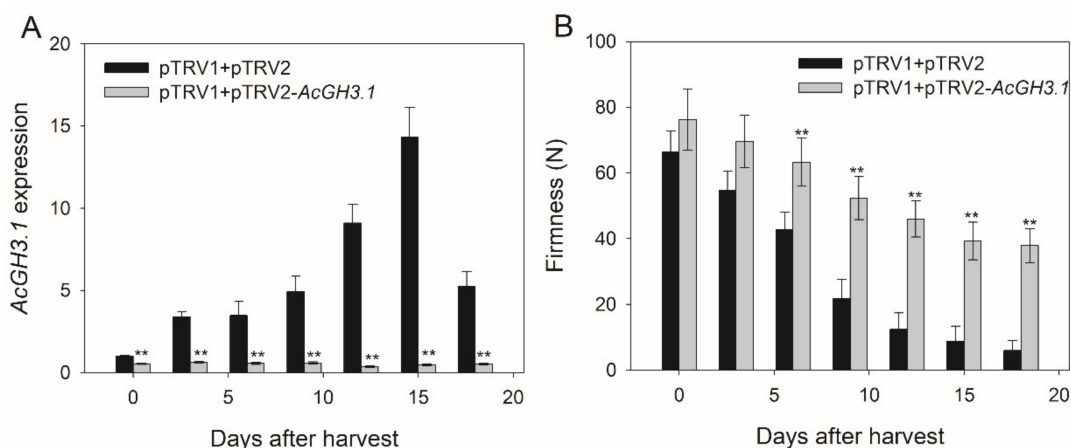 A
AcGH3.1 expression
20
15
10
5
0
pTRV1+pTRV2
pTRV1+pTRV2-AcGH3.1
** ** ** ** ** ** **
0 5 10 15 20
Days after harvest
B
Firmness (N)
100
80
60
40
20
0
pTRV1+pTRV2
pTRV1+pTRV2-AcGH3.1
** ** ** ** **
0 5 10 15 20
Days after harvest